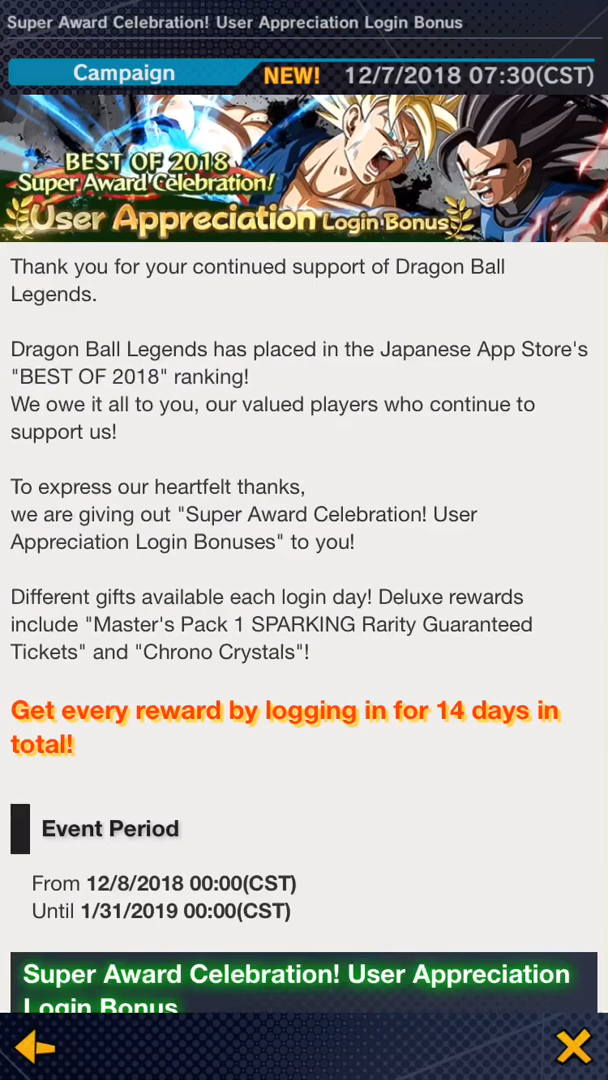 Super Award Celebration! User Appreciation Login Bonus
Campaign
NEW! 12/7/2018 07:30(CST)
BEST OF 2018
Super Award Celebration!
User Appreciation Login Bonus
Thank you for your continued support of Dragon Ball
Legends.
Dragon Ball Legends has placed in the Japanese App Store's
"BEST OF 2018" ranking!
We owe it all to you, our valued players who continue to
support us!
To express our heartfelt thanks,
we are giving out "Super Award Celebration! User
Appreciation Login Bonuses" to you!
Different gifts available each login day! Deluxe rewards
include "Master's Pack 1 SPARKING Rarity Guaranteed
Tickets" and "Chrono Crystals"!
Get every reward by logging in for 14 days in
total!
Event Period
From 12/8/2018 00:00(CST)
Until 1/31/2019 00:00(CST)
Super Award Celebration! User Appreciation
Login Bonus